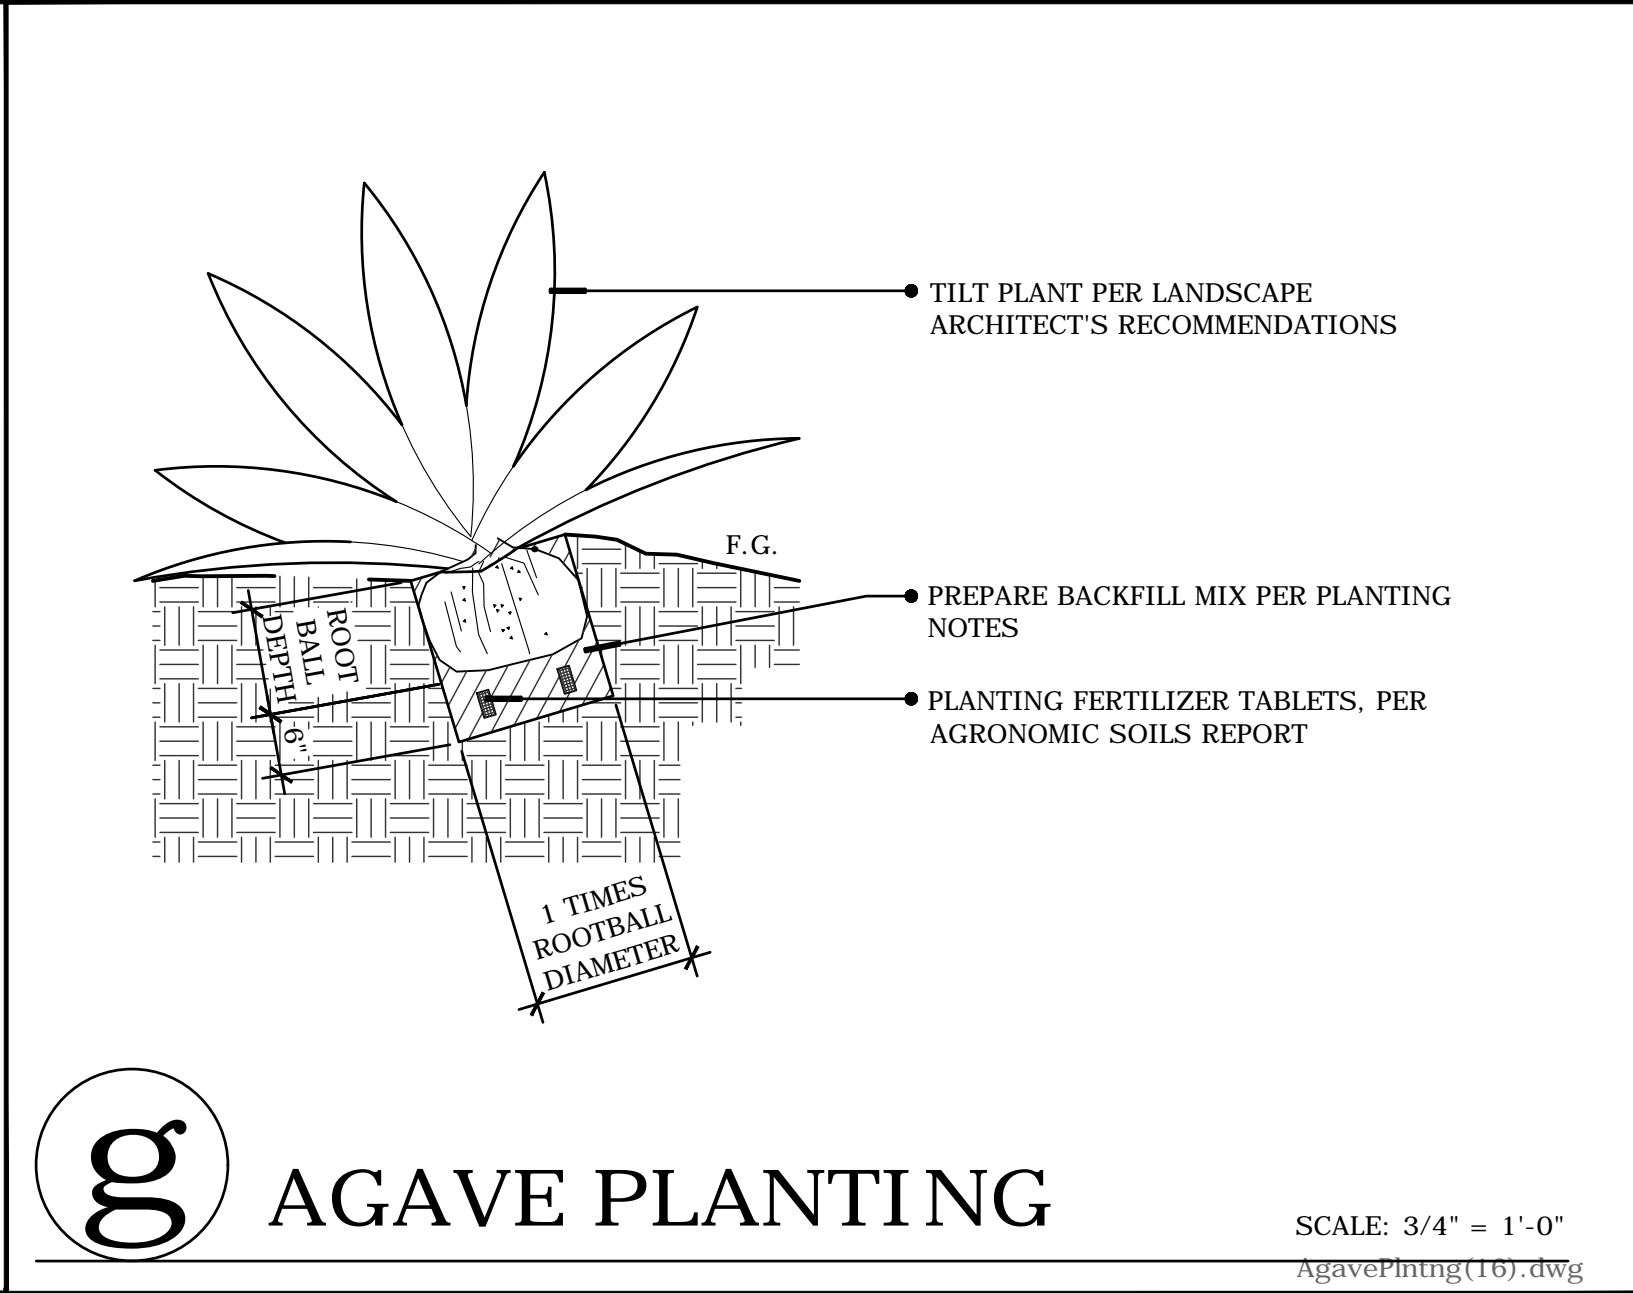 TILT PLANT PER LANDSCAPE
ARCHITECT'S RECOMMENDATIONS
F.G.
PREPARE BACKFILL MIX PER PLANTING
NOTES
ROOT
BALL
DEPTH
6"
PLANTING FERTILIZER TABLETS, PER
AGRONOMIC SOILS REPORT
1 TIMES
ROOTBALL
DIAMETER
g
AGAVE PLANTING
SCALE: 3/4" = 1'-0"
AgavePlntng(16).dwg